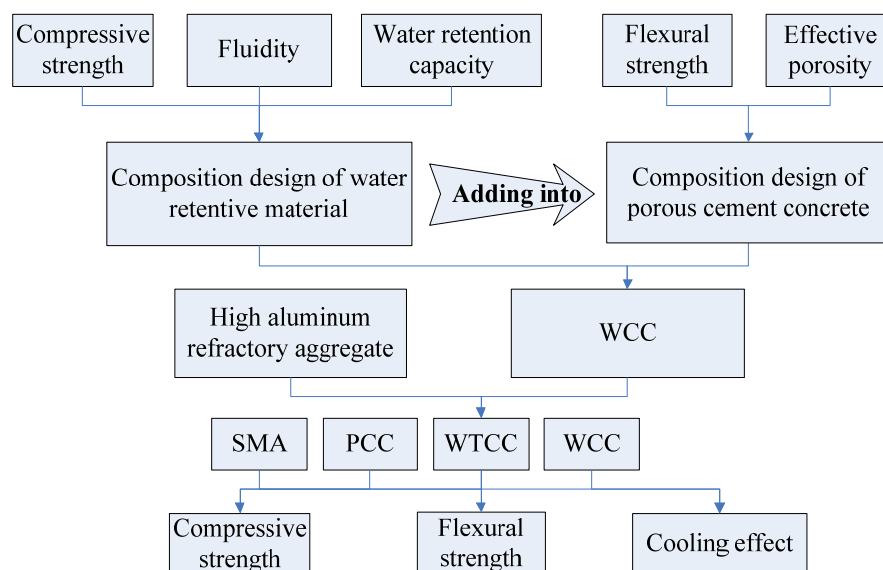 Compressive
strength
Fluidity
Water retention
capacity
Flexural
strength
Effective
porosity
Composition design of water
retentive material
Adding into
Composition design of
porous cement concrete
High aluminum
refractory aggregate
WCC
SMA
PCC
WTCC
WCC
Compressive
strength
Flexural
strength
Cooling effect